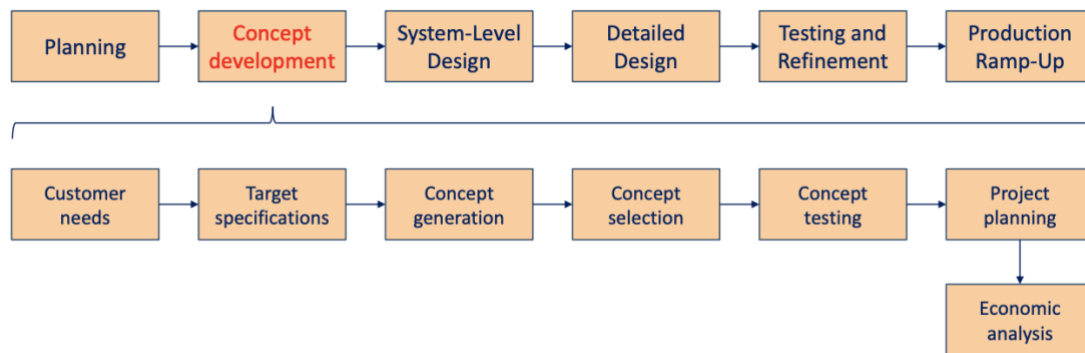 Planning
Concept
development
System-Level
Design
Detailed
Design
Testing and
Refinement
Production
Ramp-Up
Customer
needs
Target
specifications
Concept
generation
Concept
selection
Concept
testing
Project
planning
Economic
analysis